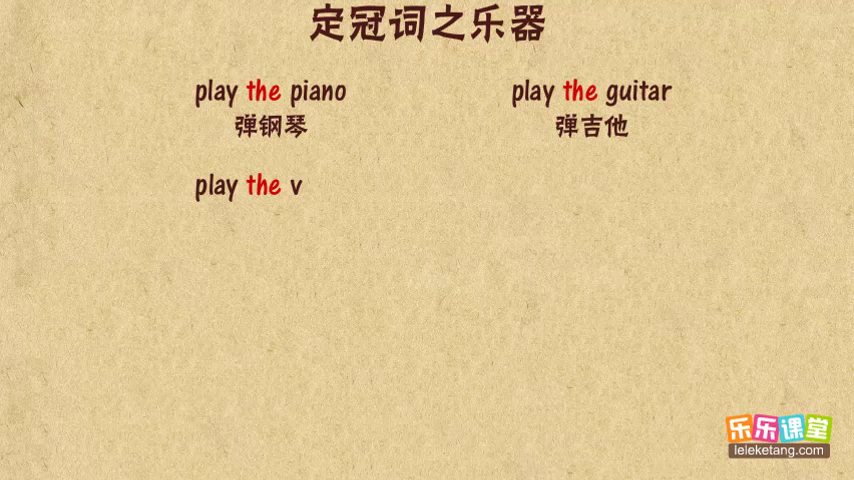 定冠词之乐器
play the piano
弹钢琴
play the guitar
弹吉他
play the v
乐乐课堂
leleketang.com